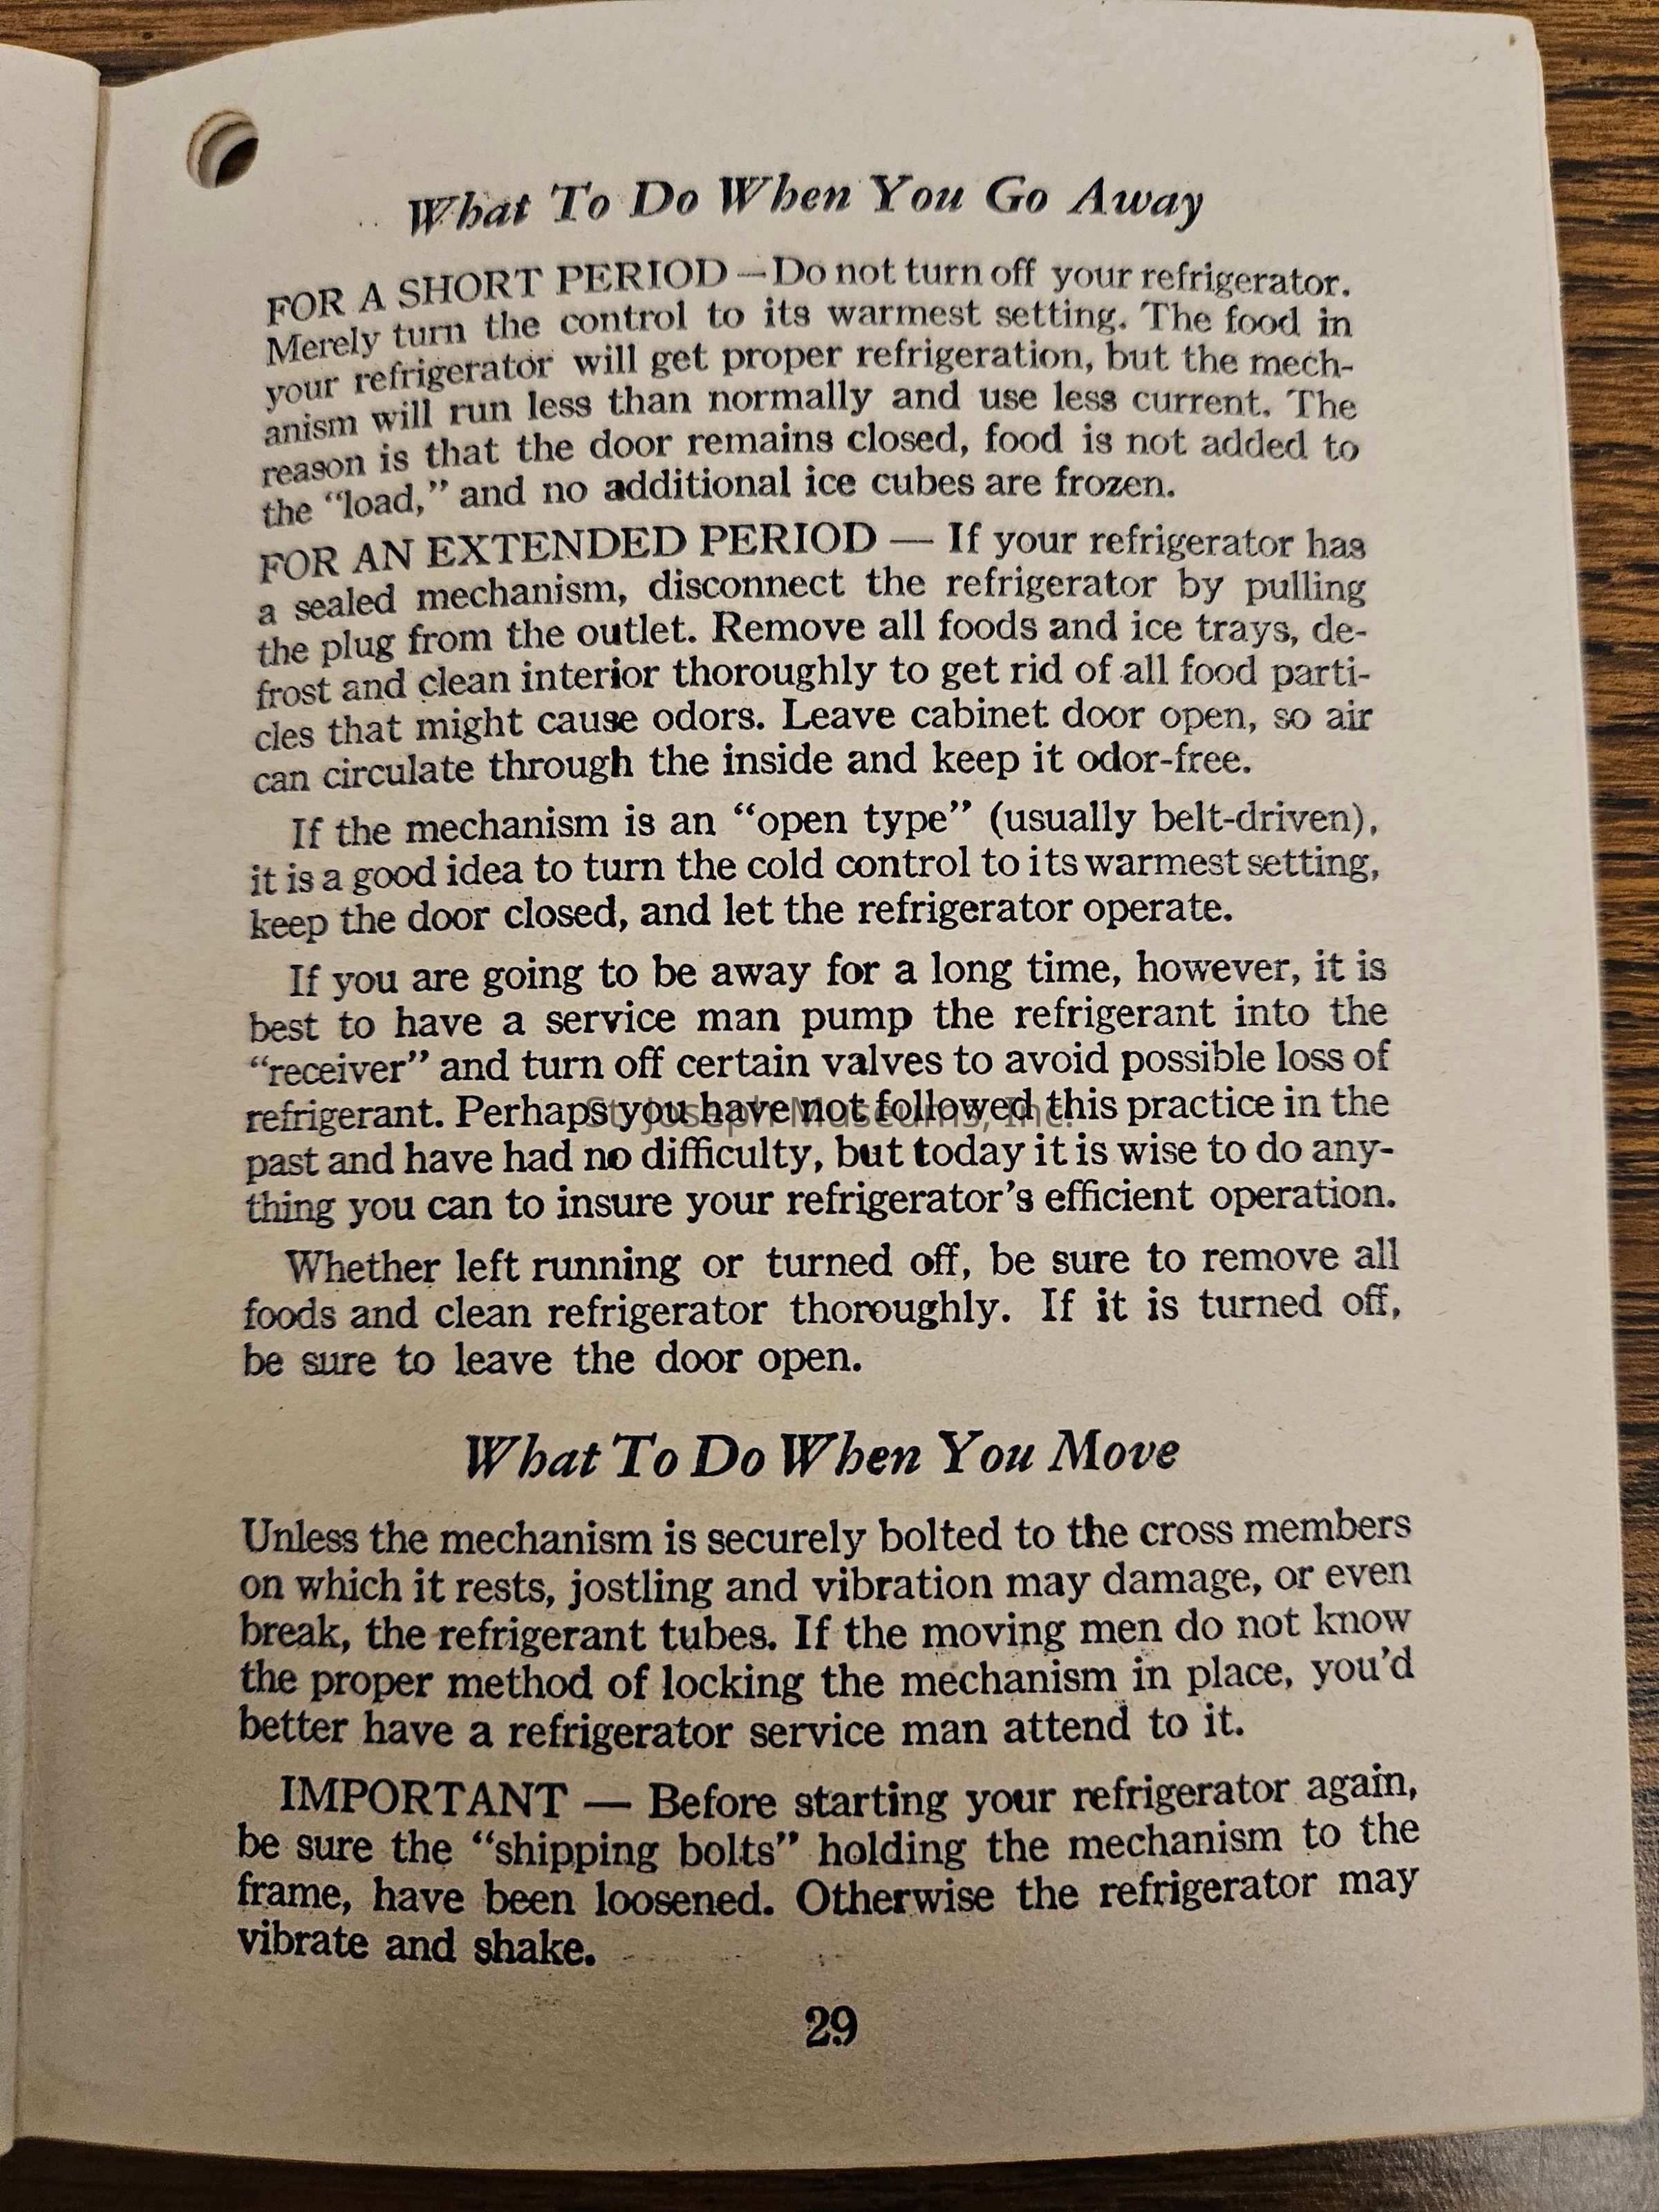 What To Do When You Go Away
FOR A SHORT PERIOD — Do not turn off your refrigerator.
Merely turn the control to its warmest setting. The food in
your refrigerator will get proper refrigeration, but the mech-
anism will run less than normally and use less current. The
reason is that the door remains closed, food is not added to
the “load,” and no additional ice cubes are frozen.
FOR AN EXTENDED PERIOD — If your refrigerator has
a sealed mechanism, disconnect the refrigerator by pulling
the plug from the outlet. Remove all foods and ice trays, de-
frost and clean interior thoroughly to get rid of all food parti-
cles that might cause odors. Leave cabinet door open, so air
can circulate through the inside and keep it odor-free.
If the mechanism is an “open type” (usually belt-driven),
it is a good idea to turn the cold control to its warmest setting,
keep the door closed, and let the refrigerator operate.
If you are going to be away for a long time, however, it is
best to have a service man pump the refrigerant into the
“receiver” and turn off certain valves to avoid possible loss of
refrigerant. Perhaps you have not followed this practice in the
St. Joseph Museums, Inc.
past and have had no difficulty, but today it is wise to do any-
thing you can to insure your refrigerator’s efficient operation.
Whether left running or turned off, be sure to remove all
foods and clean refrigerator thoroughly. If it is turned off,
be sure to leave the door open.
What To Do When You Move
Unless the mechanism is securely bolted to the cross members
on which it rests, jostling and vibration may damage, or even
break, the refrigerant tubes. If the moving men do not know
the proper method of locking the mechanism in place, you’d
better have a refrigerator service man attend to it.
IMPORTANT — Before starting your refrigerator again,
be sure the “shipping bolts” holding the mechanism to the
frame, have been loosened. Otherwise the refrigerator may
vibrate and shake.
29